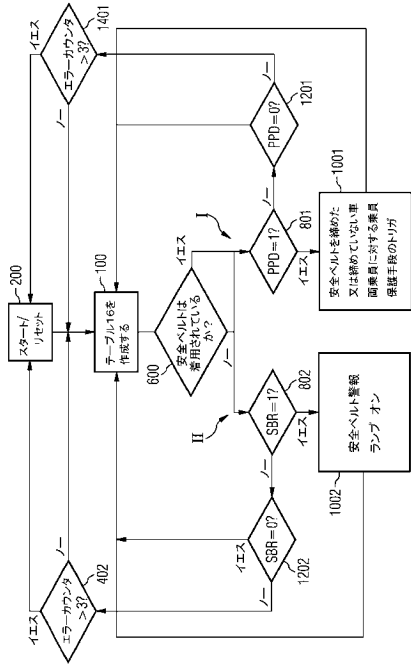 200
スタート/
リセット
402
エラーカウンタ
>3?
イエス
ノー
1401
エラーカウンタ
>3?
イエス
ノー
100
テーブル16を
作成する
600
安全ベルトは
着用されている
か?
イエス
ノー
I
II
801
PPD=1?
イエス
ノー
1201
PPD=0?
ノー
802
SBR=1?
イエス
ノー
1202
SBR=0?
イエス
ノー
1001
安全ベルトを締めた
又は締めていない車
両乗員に対する乗員
保護手段のトリガ
1002
安全ベルト警報
ランプ オン